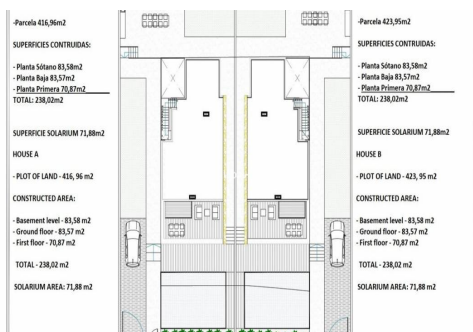 -Parcela 416,96m2
SUPERFICIES CONTRUIDAS:
- Planta Sótano 83,58m2
- Planta Baja 83,57m2
- Planta Primera 70,87m2
TOTAL: 238,02m2
SUPERFICIE SOLARIUM 71,88m2
HOUSE A
- PLOT OF LAND - 416, 96 m2
CONSTRUCTED AREA:
- Basement level - 83,58 m2
- Ground floor - 83,57 m2
- First floor - 70,87 m2
TOTAL - 238,02 m2
SOLARIUM AREA: 71,88 m2
-Parcela 423,95m2
SUPERFICIES CONTRUIDAS:
- Planta Sótano 83,58m2
- Planta Baja 83,57m2
- Planta Primera 70,87m2
TOTAL: 238,02m2
SUPERFICIE SOLARIUM 71,88m2
HOUSE B
- PLOT OF LAND - 423, 95 m2
CONSTRUCTED AREA:
- Basement level - 83,58 m2
- Ground floor - 83,57 m2
- First floor - 70,87 m2
TOTAL - 238,02 m2
SOLARIUM AREA: 71,88 m2